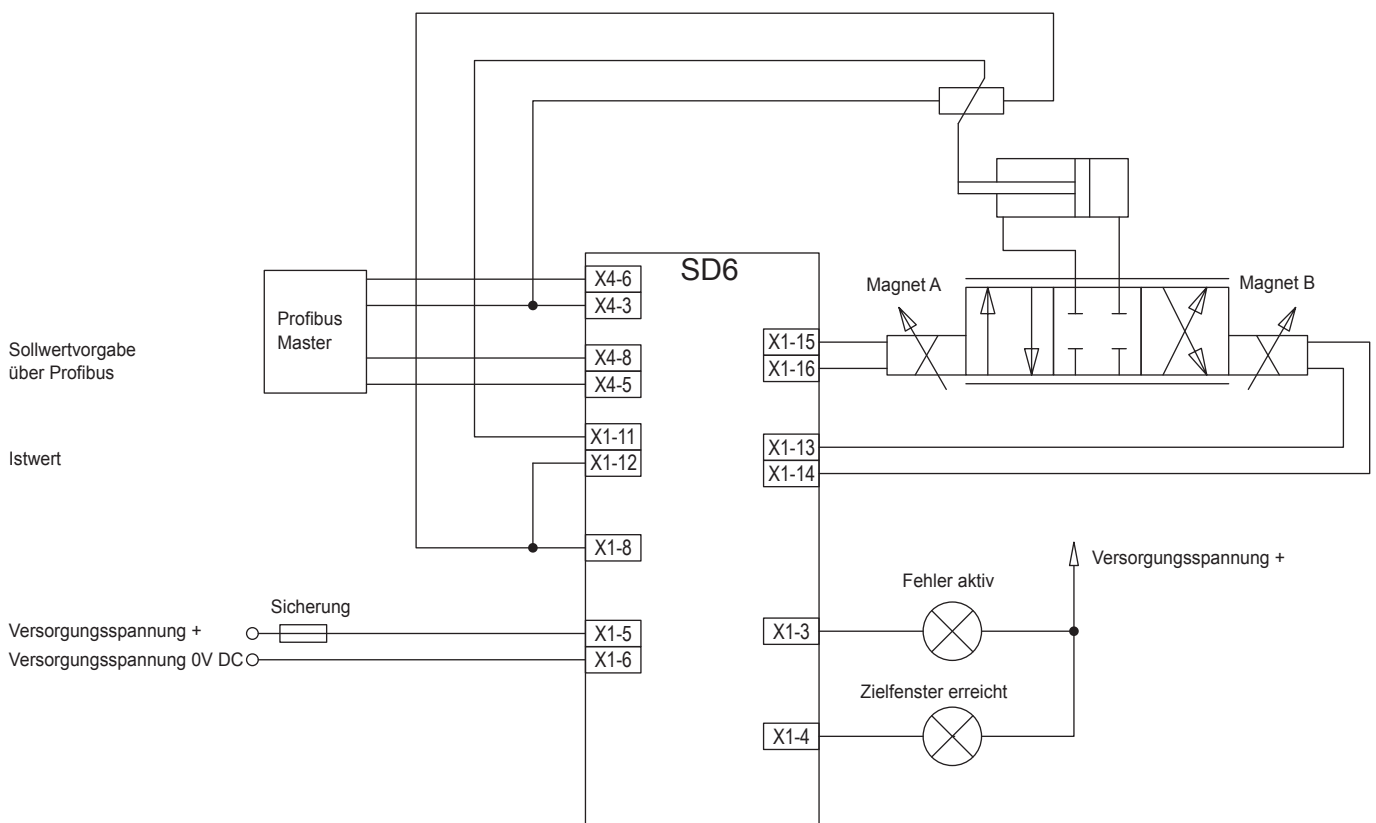 SD6
Magnet A
Magnet B
X4-6
X4-3
Profibus
Master
X1-15
X1-16
Sollwertvorgabe
über Profibus
X4-8
X4-5
X1-11
X1-12
Istwert
X1-13
X1-14
X1-8
Versorgungsspannung +
Fehler aktiv
Sicherung
Versorgungsspannung +
X1-5
X1-3
Versorgungsspannung 0V DC
X1-6
Zielfenster erreicht
X1-4